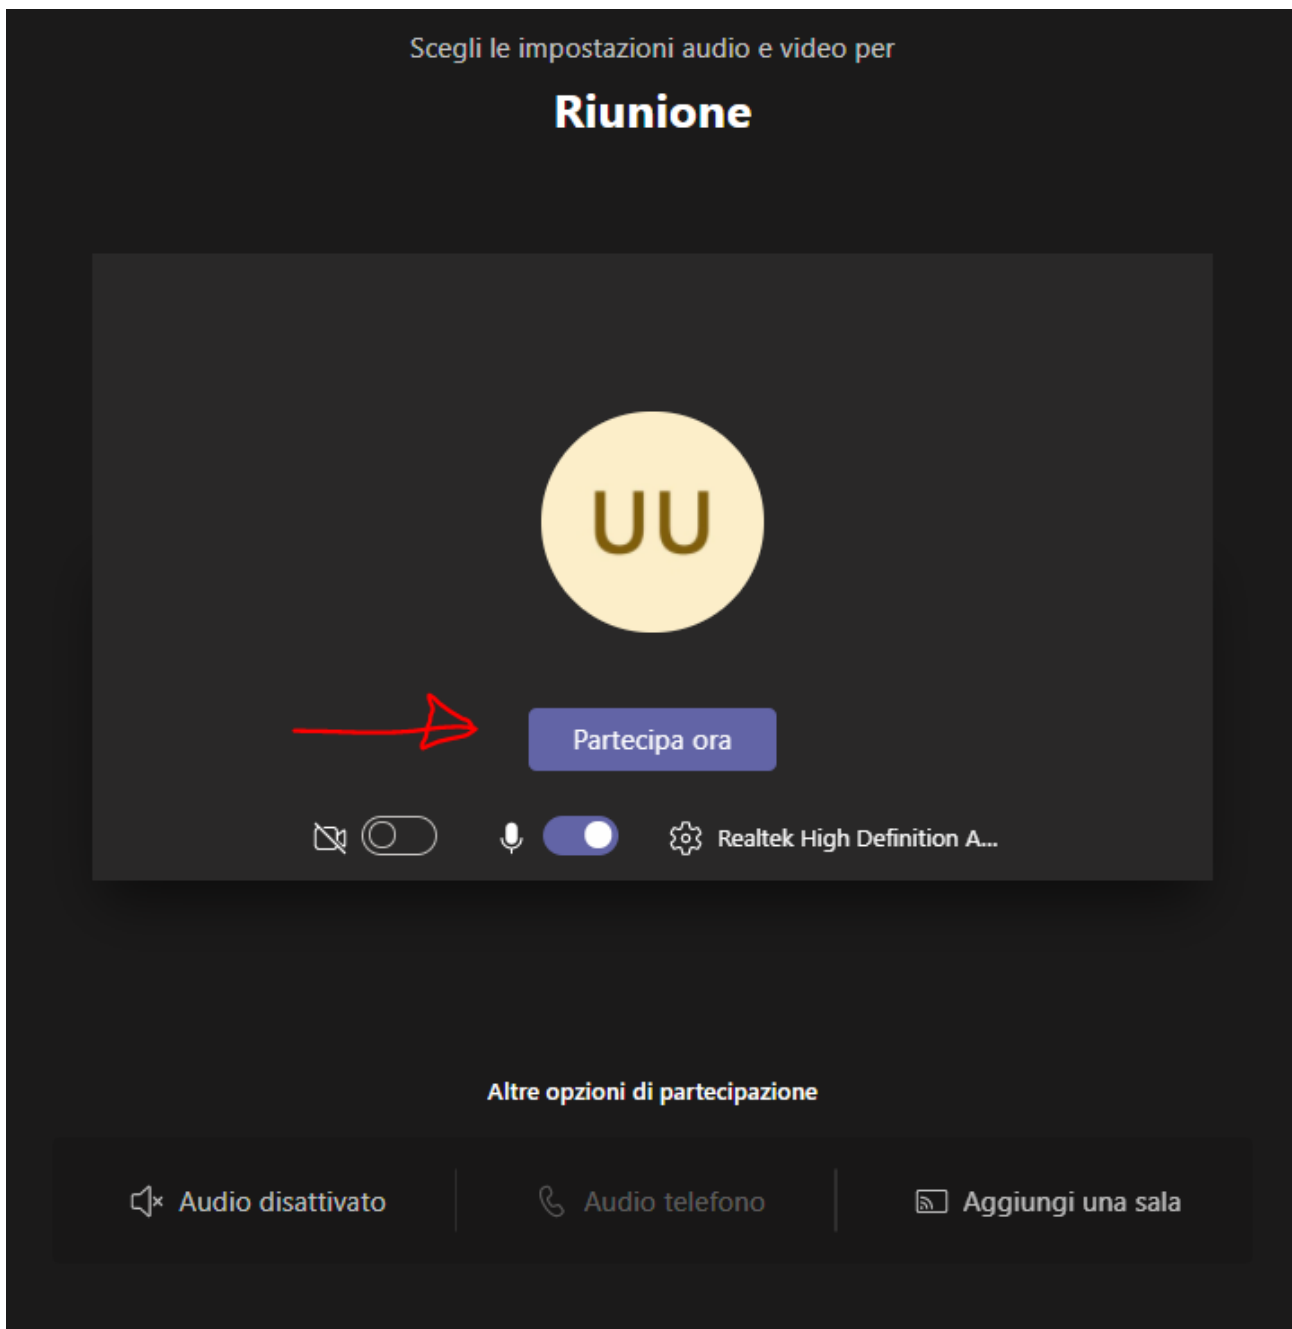 Scegli le impostazioni audio e video per
Riunione
UU
Partecipa ora
Realtek High Definition A...
Altre opzioni di partecipazione
Audio disattivato
Audio telefono
Aggiungi una sala